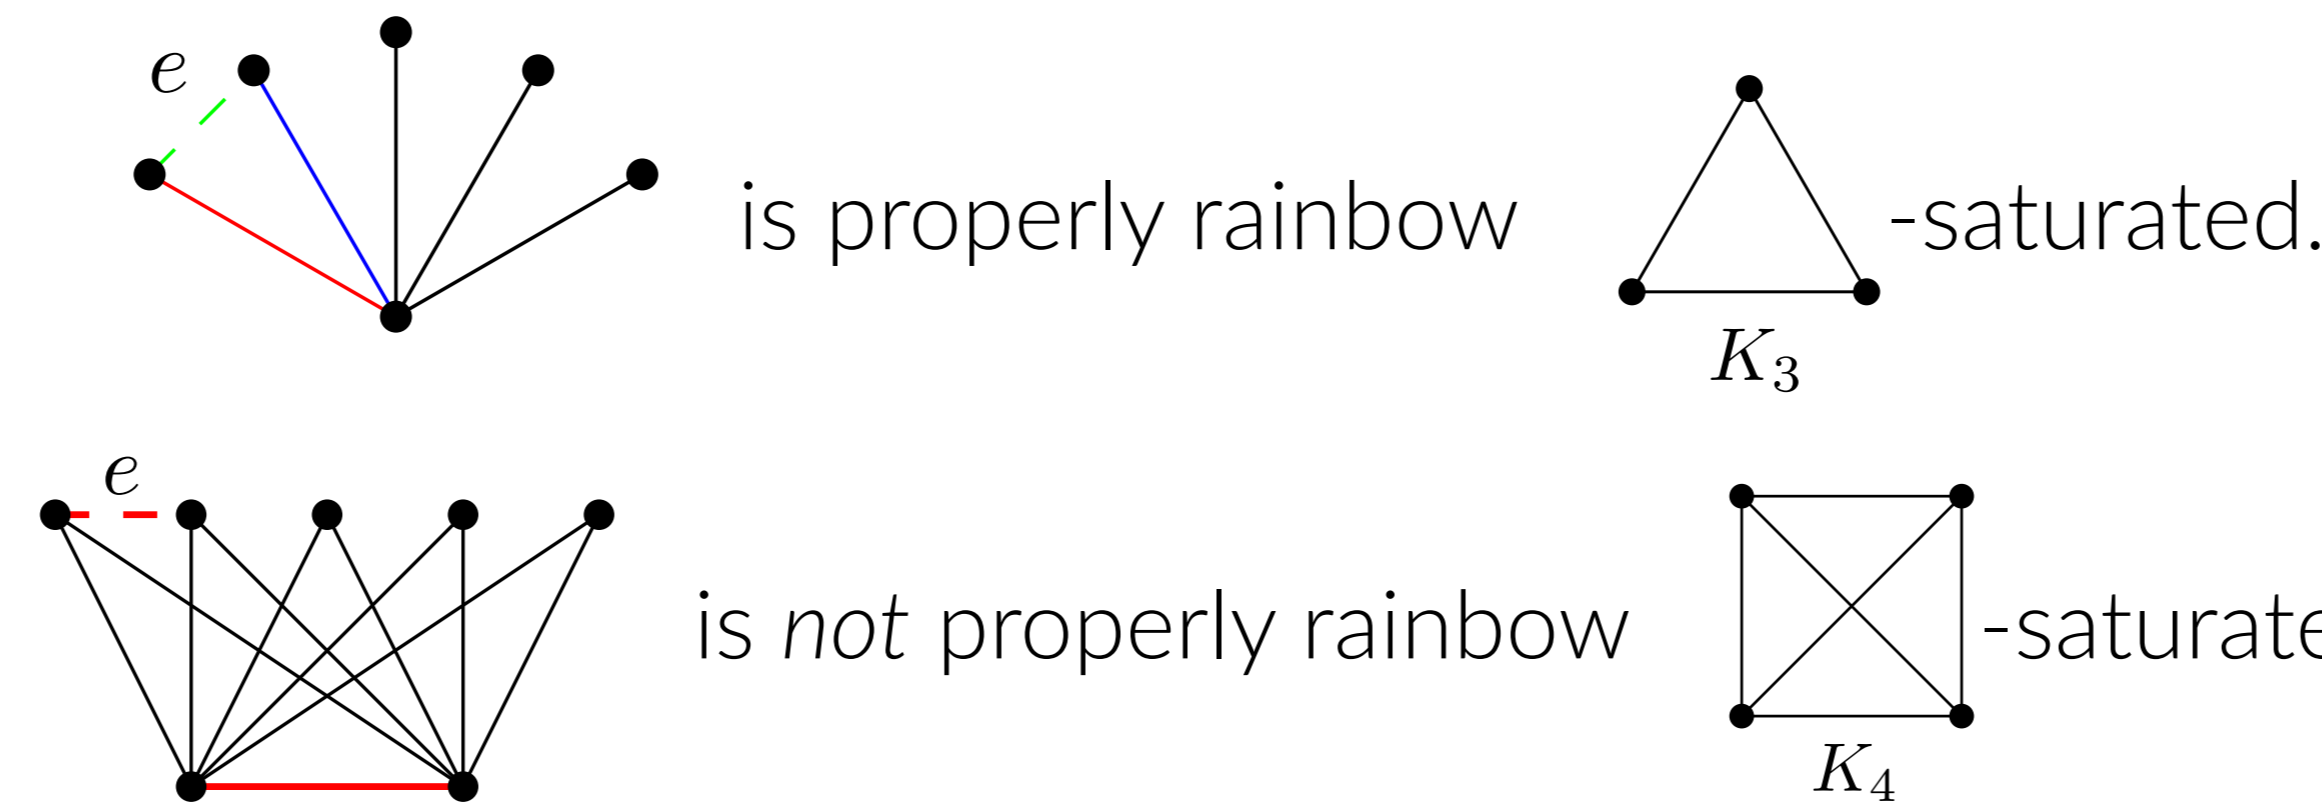 e
is properly rainbow -saturated.
K3
e
is not properly rainbow -saturate
K4